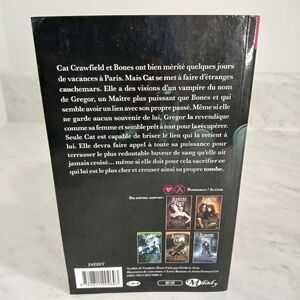 Cat Crawfield et Bones ont bien mérité quelques jours
de vacances à Paris. Mais Cat se met à faire d'étranges
cauchemars. Elle a des visions d'un vampire du nom
de Gregor, un Maître plus puissant que Bones et qui
semble avoir un lien avec son propre passé. Même si elle
ne garde aucun souvenir de lui, Gregor la revendique
comme sa femme et semble prêt à tout pour la récupérer.
Seule Cat est capable de briser le lien qui la retient à
lui. Elle devra faire appel à toute sa puissance pour
terrasser le plus redoutable buveur de sang qu'elle ait
jamais croisé... même si elle doit pour cela sacrifier ce
qui lui est le plus cher et creuser ainsi propre tombe.
Romance / Action
Du même auteur :
INÉDIT
Milady